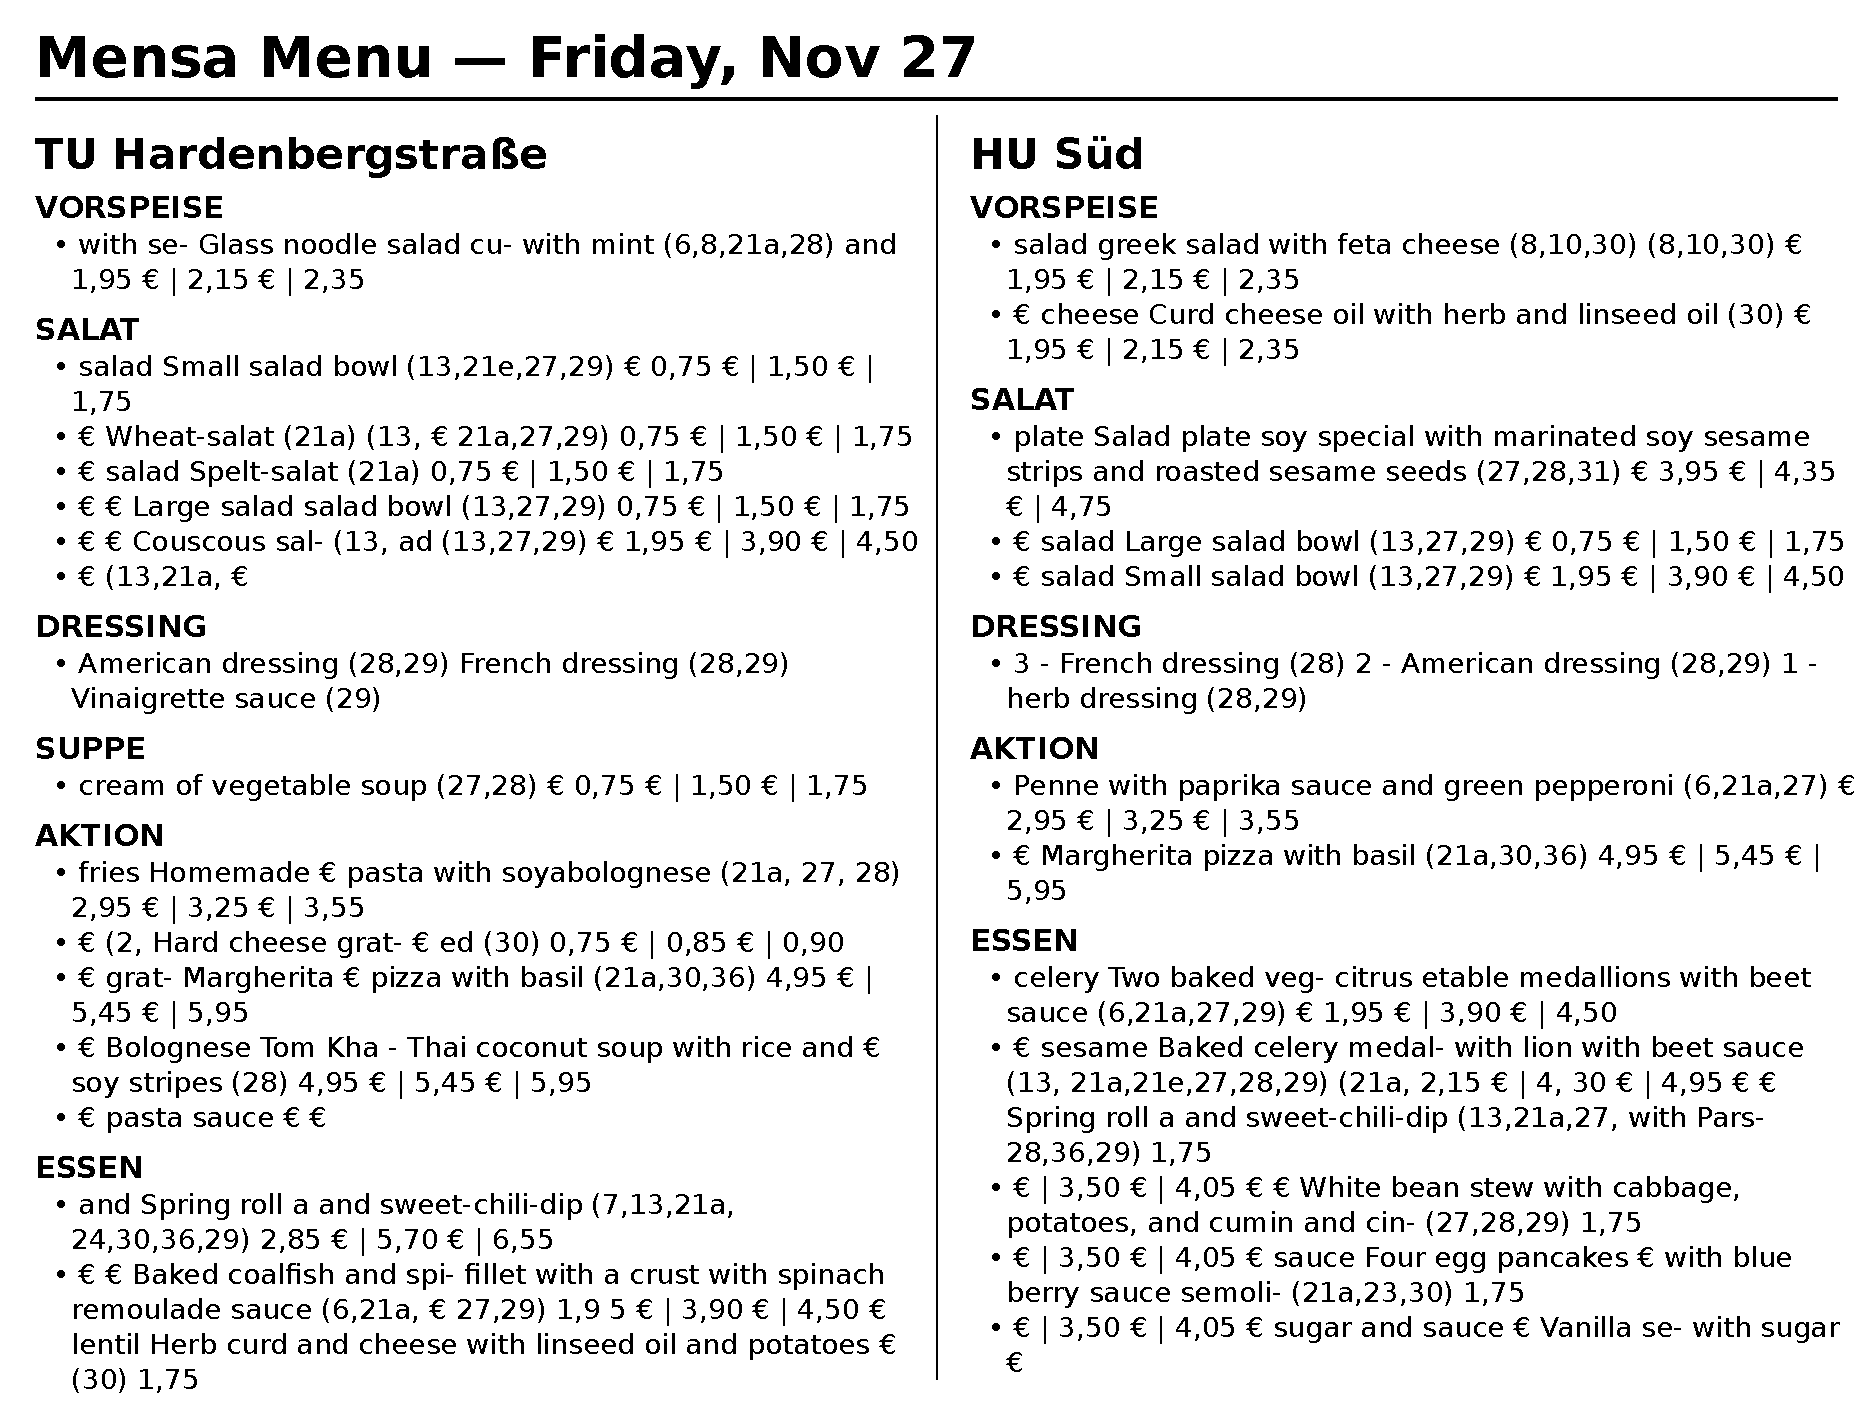 Mensa Menu — Friday, Nov 27
TU Hardenbergstraße
VORSPEISE
• with se- Glass noodle salad cu- with mint (6,8,21a,28) and
1,95 € | 2,15 € | 2,35
SALAT
• salad Small salad bowl (13,21e,27,29) € 0,75 € | 1,50 € |
1,75
• € Wheat-salat (21a) (13, € 21a,27,29) 0,75 € | 1,50 € | 1,75
• € salad Spelt-salat (21a) 0,75 € | 1,50 € | 1,75
• € € Large salad salad bowl (13,27,29) 0,75 € | 1,50 € | 1,75
• € € Couscous sal- (13, ad (13,27,29) € 1,95 € | 3,90 € | 4,50
• € (13,21a, €
DRESSING
• American dressing (28,29) French dressing (28,29)
Vinaigrette sauce (29)
SUPPE
• cream of vegetable soup (27,28) € 0,75 € | 1,50 € | 1,75
AKTION
• fries Homemade € pasta with soyabolognese (21a, 27, 28)
2,95 € | 3,25 € | 3,55
• € (2, Hard cheese grat- € ed (30) 0,75 € | 0,85 € | 0,90
• € grat- Margherita € pizza with basil (21a,30,36) 4,95 € |
5,45 € | 5,95
• € Bolognese Tom Kha - Thai coconut soup with rice and €
soy stripes (28) 4,95 € | 5,45 € | 5,95
• € pasta sauce € €
ESSEN
• and Spring roll a and sweet-chili-dip (7,13,21a,
24,30,36,29) 2,85 € | 5,70 € | 6,55
• € € Baked coalfish and spi- fillet with a crust with spinach
remoulade sauce (6,21a, € 27,29) 1,9 5 € | 3,90 € | 4,50 €
lentil Herb curd and cheese with linseed oil and potatoes €
(30) 1,75
HU Süd
VORSPEISE
• salad greek salad with feta cheese (8,10,30) (8,10,30) €
1,95 € | 2,15 € | 2,35
• € cheese Curd cheese oil with herb and linseed oil (30) €
1,95 € | 2,15 € | 2,35
SALAT
• plate Salad plate soy special with marinated soy sesame
strips and roasted sesame seeds (27,28,31) € 3,95 € | 4,35
€ | 4,75
• € salad Large salad bowl (13,27,29) € 0,75 € | 1,50 € | 1,75
• € salad Small salad bowl (13,27,29) € 1,95 € | 3,90 € | 4,50
DRESSING
• 3 - French dressing (28) 2 - American dressing (28,29) 1 -
herb dressing (28,29)
AKTION
• Penne with paprika sauce and green pepperoni (6,21a,27) €
2,95 € | 3,25 € | 3,55
• € Margherita pizza with basil (21a,30,36) 4,95 € | 5,45 € |
5,95
ESSEN
• celery Two baked veg- citrus etable medallions with beet
sauce (6,21a,27,29) € 1,95 € | 3,90 € | 4,50
• € sesame Baked celery medal- with lion with beet sauce
(13, 21a,21e,27,28,29) (21a, 2,15 € | 4, 30 € | 4,95 € €
Spring roll a and sweet-chili-dip (13,21a,27, with Pars-
28,36,29) 1,75
• € | 3,50 € | 4,05 € € White bean stew with cabbage,
potatoes, and cumin and cin- (27,28,29) 1,75
• € | 3,50 € | 4,05 € sauce Four egg pancakes € with blue
berry sauce semoli- (21a,23,30) 1,75
• € | 3,50 € | 4,05 € sugar and sauce € Vanilla se- with sugar
€